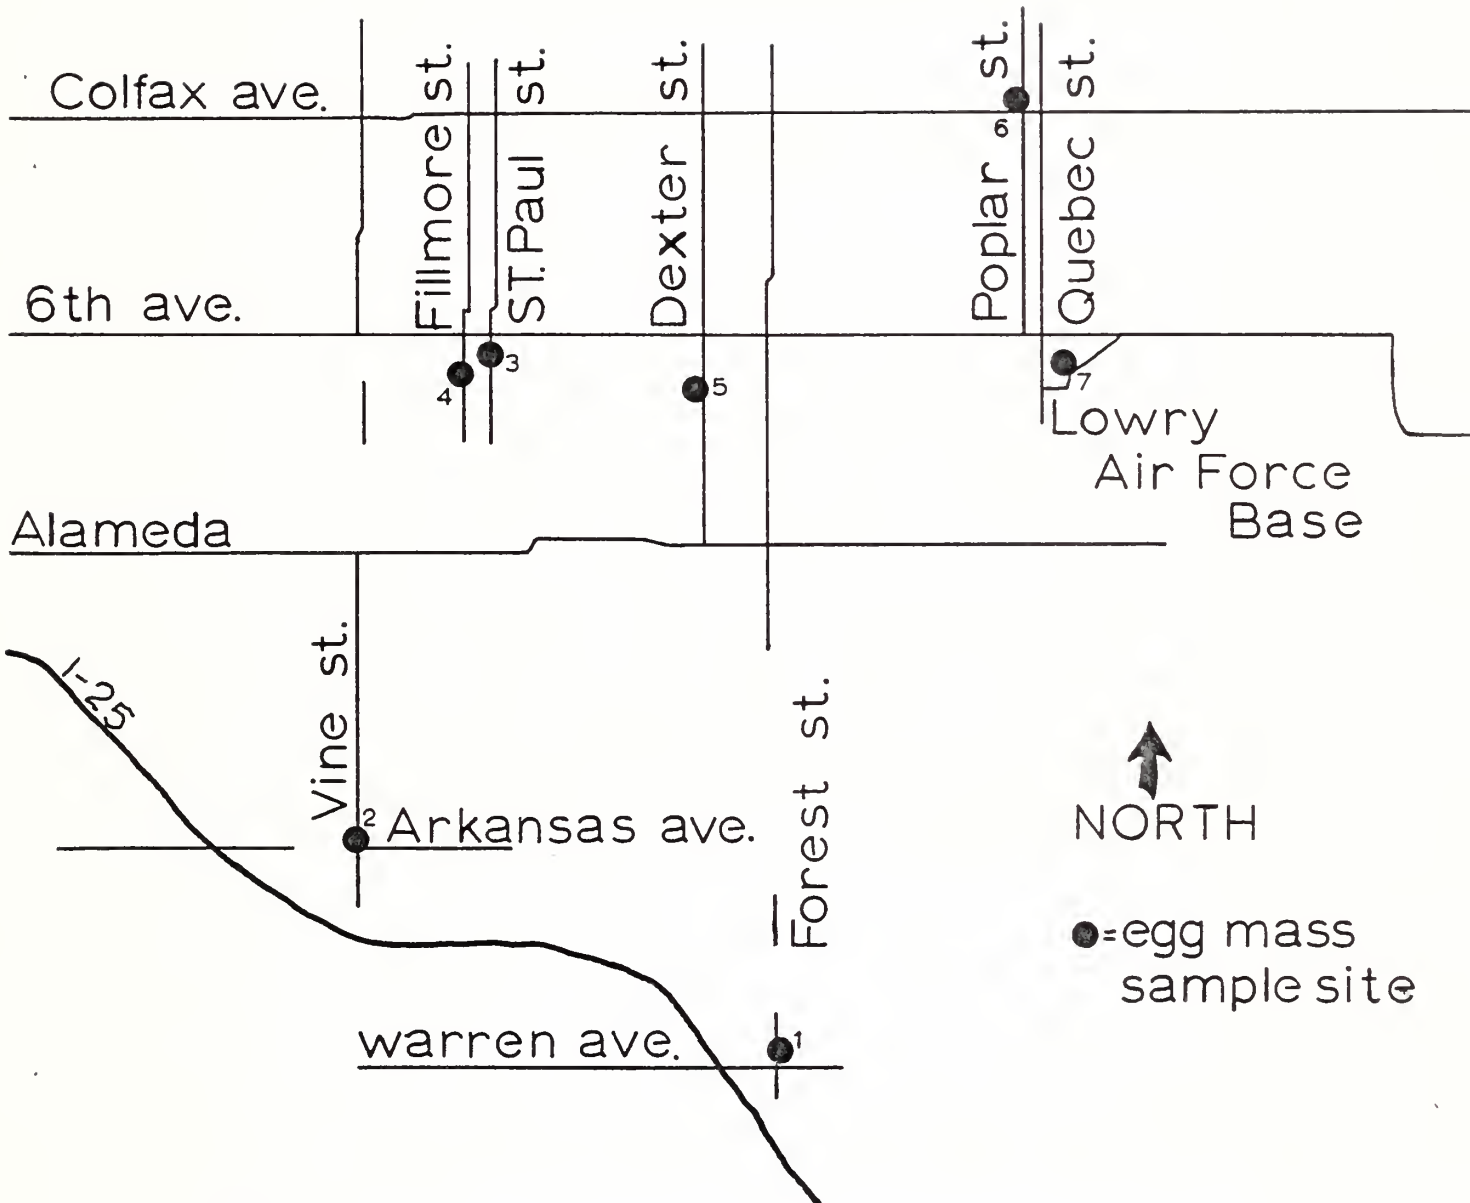 Colfax ave.
Fillmore st.
ST. Paul st.
Dexter st.
Poplar st.
Quebec st.
6
6th ave.
3
4
5
7
Lowry
Air Force
Base
Alameda
I-25
Vine st.
2
Arkansas ave.
Forest st.
NORTH
=egg mass
sample site
warren ave.
1